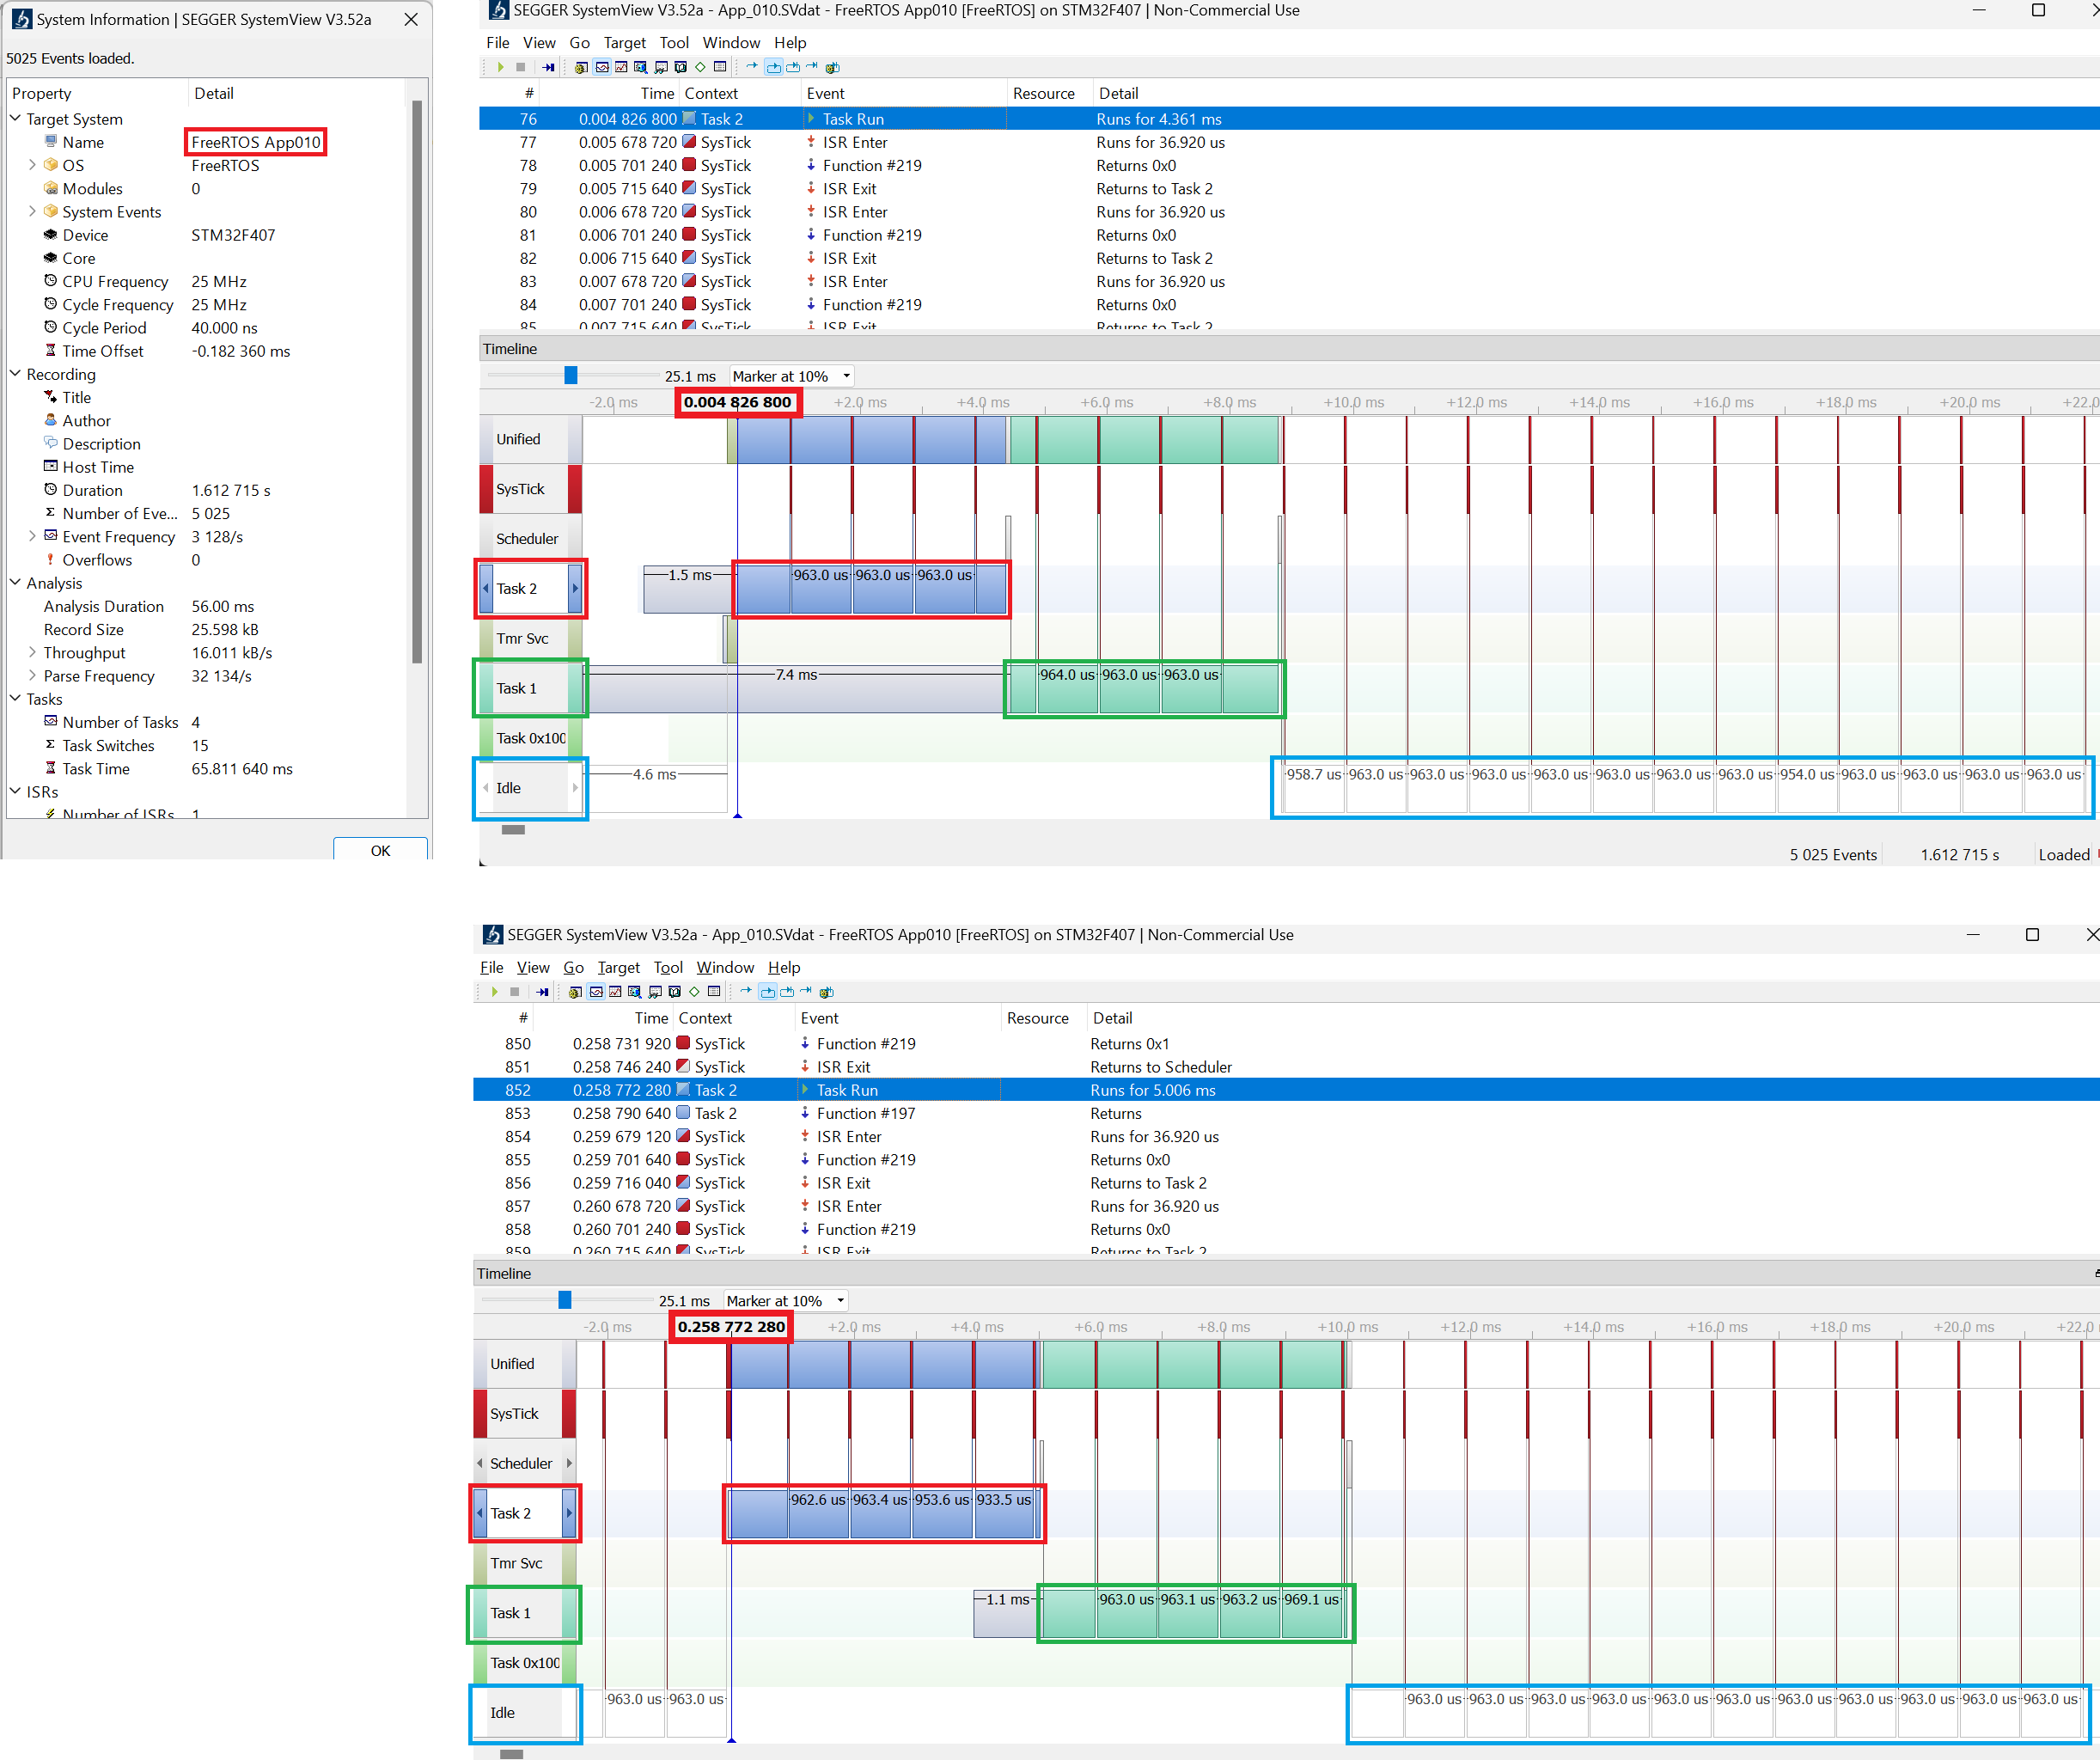 System Information | SEGGER SystemView V3.52a
5025 Events loaded.
Property Detail
Target System
Name FreeRTOS App010
OS FreeRTOS
Modules 0
System Events
Device STM32F407
Core
CPU Frequency 25 MHz
Cycle Frequency 25 MHz
Cycle Period 40.000 ns
Time Offset -0.182 360 ms
Recording
Title
Author
Description
Host Time
Duration 1.612 715 s
Number of Eve... 5 025
Event Frequency 3 128/s
Overflows 0
Analysis
Analysis Duration 56.00 ms
Record Size 25.598 kB
Throughput 16.011 kB/s
Parse Frequency 32 134/s
Tasks
Number of Tasks 4
Task Switches 15
Task Time 65.811 640 ms
ISRs
Number of ISRs 1
OK
SEGGER SystemView V3.52a - App_010.SVdat - FreeRTOS App010 [FreeRTOS] on STM32F407 | Non-Commercial Use
File View Go Target Tool Window Help
# Time Context Event Resource Detail
76 0.004 826 800 Task 2 Task Run Runs for 4.361 ms
77 0.005 678 720 SysTick ISR Enter Runs for 36.920 us
78 0.005 701 240 SysTick Function #219 Returns 0x0
79 0.005 715 640 SysTick ISR Exit Returns to Task 2
80 0.006 678 720 SysTick ISR Enter Runs for 36.920 us
81 0.006 701 240 SysTick Function #219 Returns 0x0
82 0.006 715 640 SysTick ISR Exit Returns to Task 2
83 0.007 678 720 SysTick ISR Enter Runs for 36.920 us
84 0.007 701 240 SysTick Function #219 Returns 0x0
85 0.007 715 640 SysTick ISR Exit Returns to Task 2
Timeline
25.1 ms Marker at 10%
-2.0 ms 0.004 826 800 +2.0 ms +4.0 ms +6.0 ms +8.0 ms +10.0 ms +12.0 ms +14.0 ms +16.0 ms +18.0 ms +20.0 ms +22.0
Unified
SysTick
Scheduler
Task 2 1.5 ms 963.0 us 963.0 us 963.0 us
Tmr Svc
Task 1 7.4 ms 964.0 us 963.0 us 963.0 us
Task 0x100
Idle 4.6 ms 958.7 us 963.0 us 963.0 us 963.0 us 963.0 us 963.0 us 963.0 us 963.0 us 954.0 us 963.0 us 963.0 us 963.0 us 963.0 us
5 025 Events 1.612 715 s Loaded
SEGGER SystemView V3.52a - App_010.SVdat - FreeRTOS App010 [FreeRTOS] on STM32F407 | Non-Commercial Use
File View Go Target Tool Window Help
# Time Context Event Resource Detail
850 0.258 731 920 SysTick Function #219 Returns 0x1
851 0.258 746 240 SysTick ISR Exit Returns to Scheduler
852 0.258 772 280 Task 2 Task Run Runs for 5.006 ms
853 0.258 790 640 Task 2 Function #197 Returns
854 0.259 679 120 SysTick ISR Enter Runs for 36.920 us
855 0.259 701 640 SysTick Function #219 Returns 0x0
856 0.259 716 040 SysTick ISR Exit Returns to Task 2
857 0.260 678 720 SysTick ISR Enter Runs for 36.920 us
858 0.260 701 240 SysTick Function #219 Returns 0x0
859 0.260 715 640 SysTick ISR Exit Returns to Task 2
Timeline
25.1 ms Marker at 10%
-2.0 ms 0.258 772 280 +2.0 ms +4.0 ms +6.0 ms +8.0 ms +10.0 ms +12.0 ms +14.0 ms +16.0 ms +18.0 ms +20.0 ms +22.0
Unified
SysTick
Scheduler
Task 2 962.6 us 963.4 us 953.6 us 933.5 us
Tmr Svc
Task 1 1.1 ms 963.0 us 963.1 us 963.2 us 969.1 us
Task 0x100
Idle 963.0 us 963.0 us 963.0 us 963.0 us 963.0 us 963.0 us 963.0 us 963.0 us 963.0 us 963.0 us 963.0 us 963.0 us 963.0 us